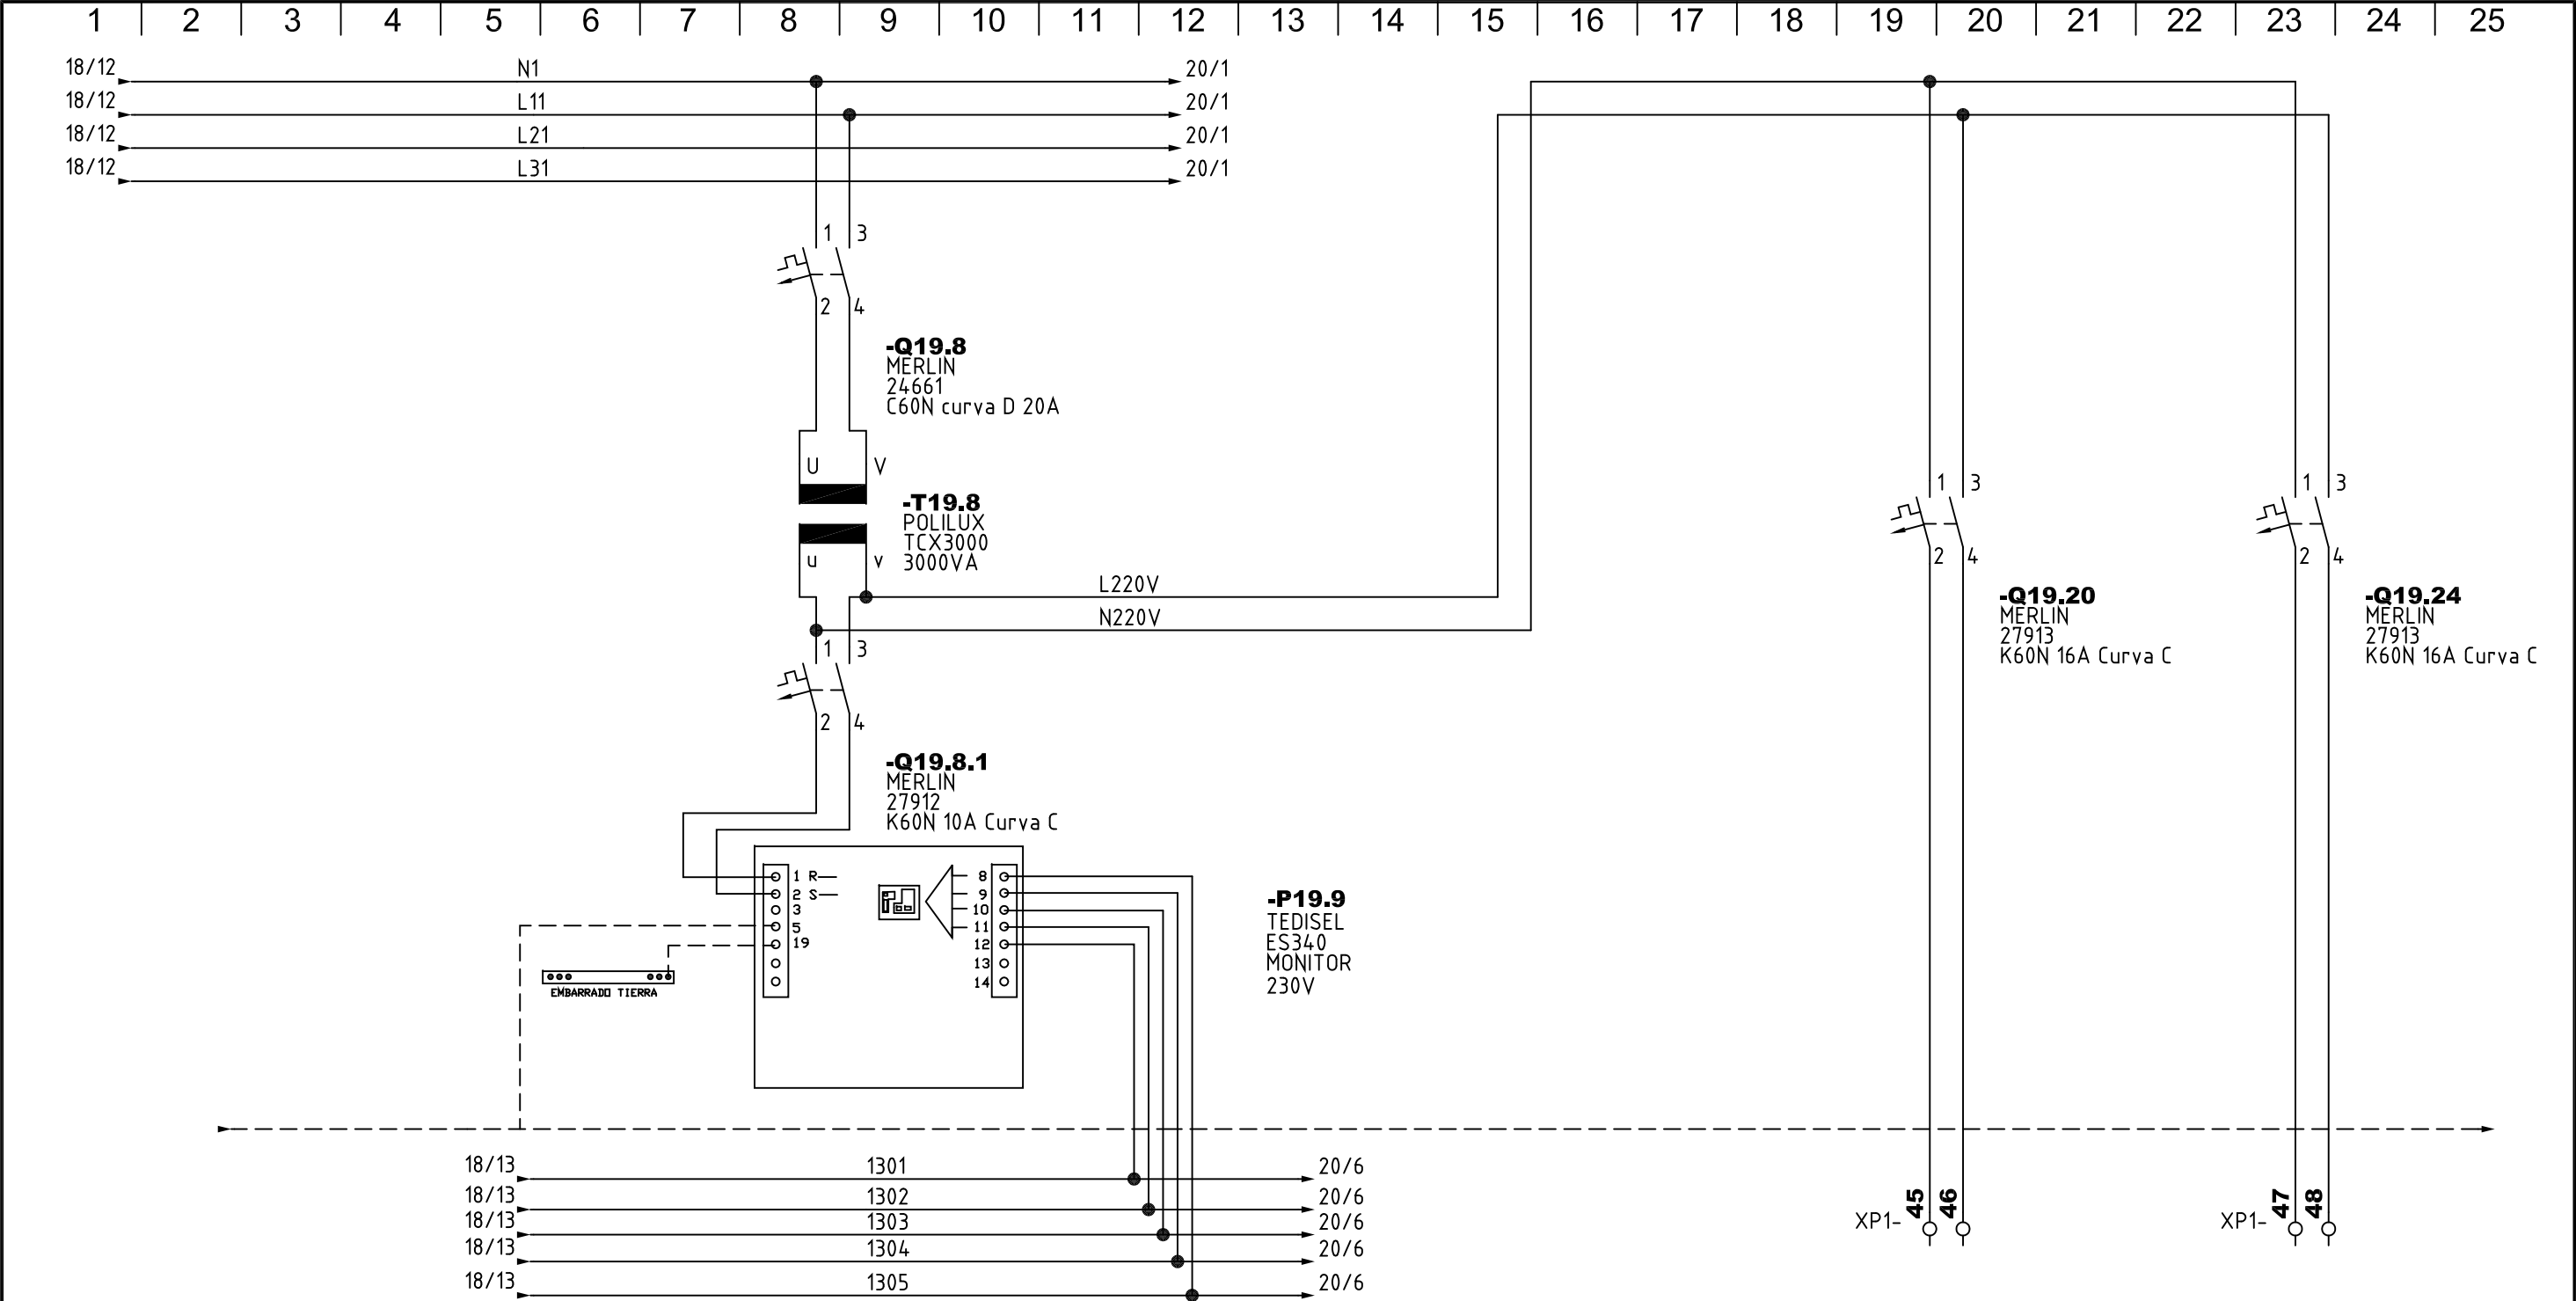 1 2 3 4 5 6 7 8 9 10 11 12 13 14 15 16 17 18 19 20 21 22 23 24 25
18/12 N1 20/1
18/12 L11 20/1
18/12 L21 20/1
18/12 L31 20/1
1 3
2 4
-Q19.8
MERLIN
24661
C60N curva D 20A
U V
-T19.8
POLILUX
TCX3000
3000VA
u v
L220V
N220V
1 3
2 4
-Q19.8.1
MERLIN
27912
K60N 10A Curva C
1 3
2 4
-Q19.20
MERLIN
27913
K60N 16A Curva C
1 3
2 4
-Q19.24
MERLIN
27913
K60N 16A Curva C
1 R
2 S
3
5
19
8
9
10
11
12
13
14
EMBARRADO TIERRA
-P19.9
TEDISEL
ES340
MONITOR
230V
18/13 1301 20/6
18/13 1302 20/6
18/13 1303 20/6
18/13 1304 20/6
18/13 1305 20/6
XP1- 45 46
XP1- 47 48